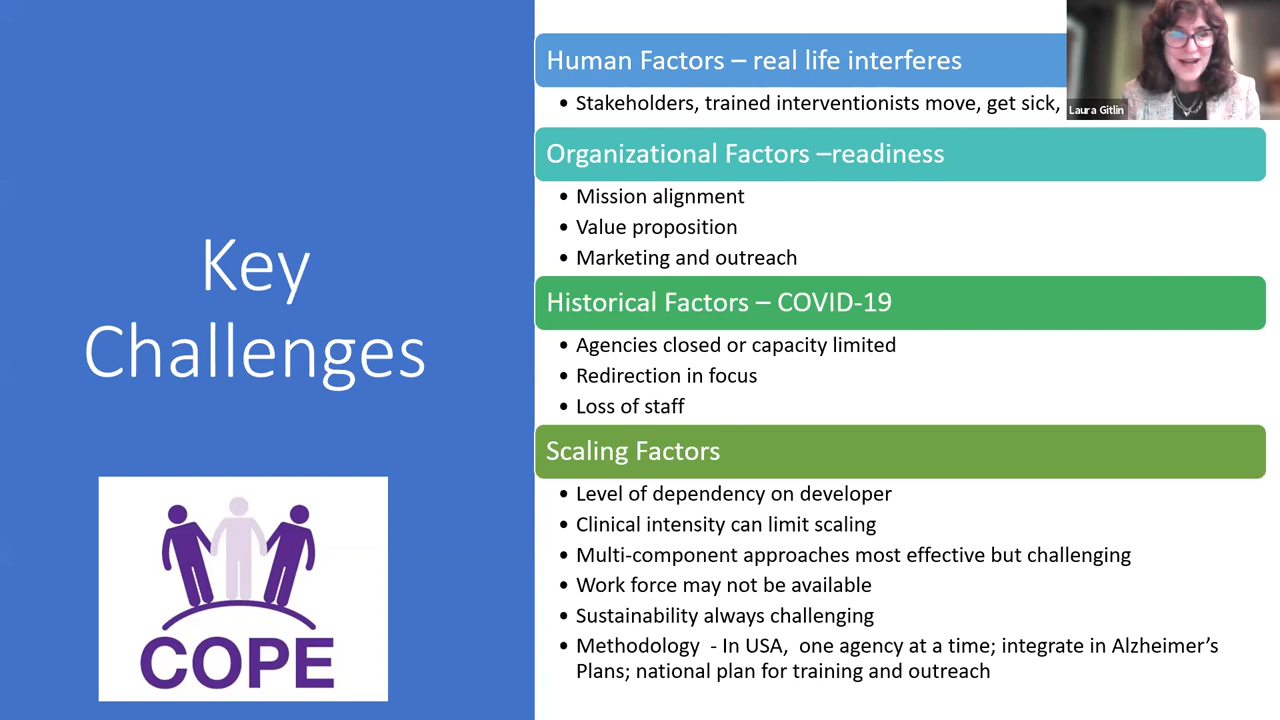 Key
Challenges
COPE
Human Factors – real life interferes
• Stakeholders, trained interventionists move, get sick,
Laura Gitlin
Organizational Factors –readiness
• Mission alignment
• Value proposition
• Marketing and outreach
Historical Factors – COVID-19
• Agencies closed or capacity limited
• Redirection in focus
• Loss of staff
Scaling Factors
• Level of dependency on developer
• Clinical intensity can limit scaling
• Multi-component approaches most effective but challenging
• Work force may not be available
• Sustainability always challenging
• Methodology - In USA, one agency at a time; integrate in Alzheimer’s
Plans; national plan for training and outreach